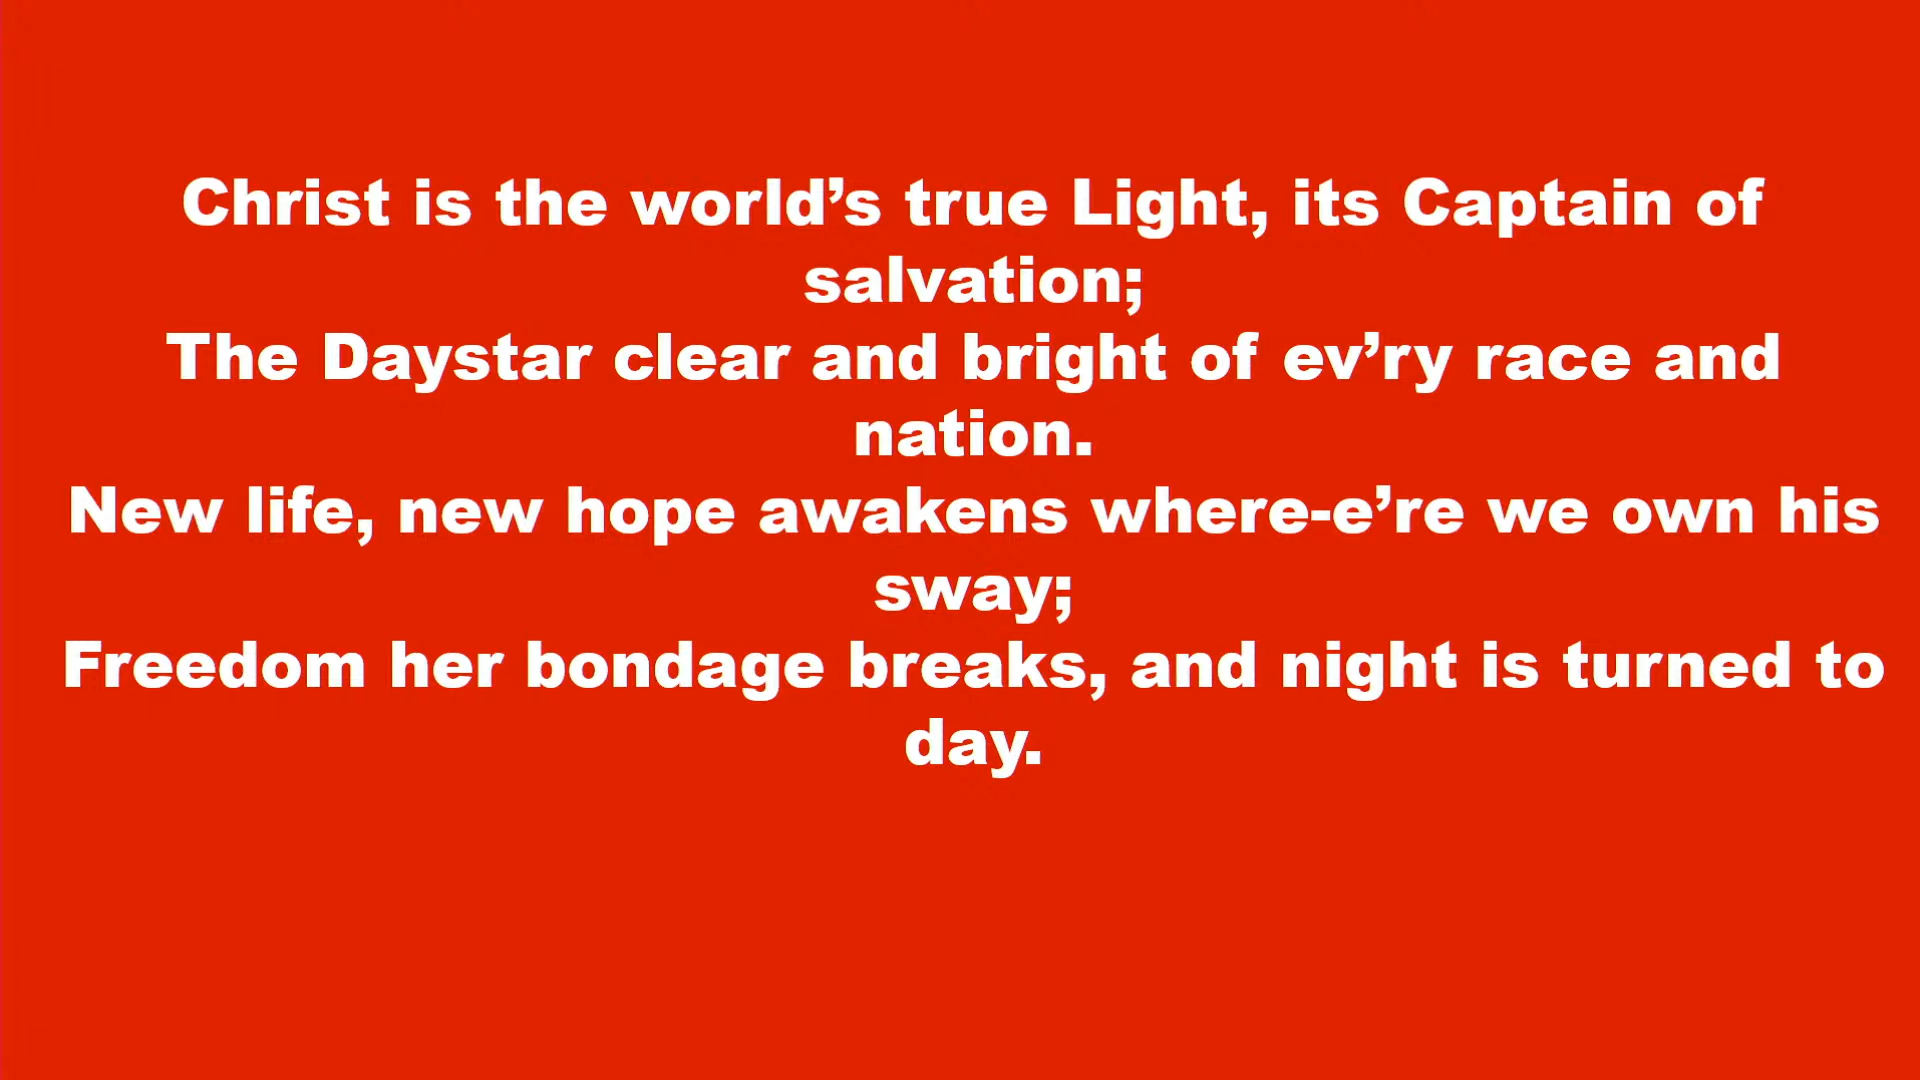 Christ is the world’s true Light, its Captain of
salvation;
The Daystar clear and bright of ev’ry race and
nation.
New life, new hope awakens where-e’re we own his
sway;
Freedom her bondage breaks, and night is turned to
day.